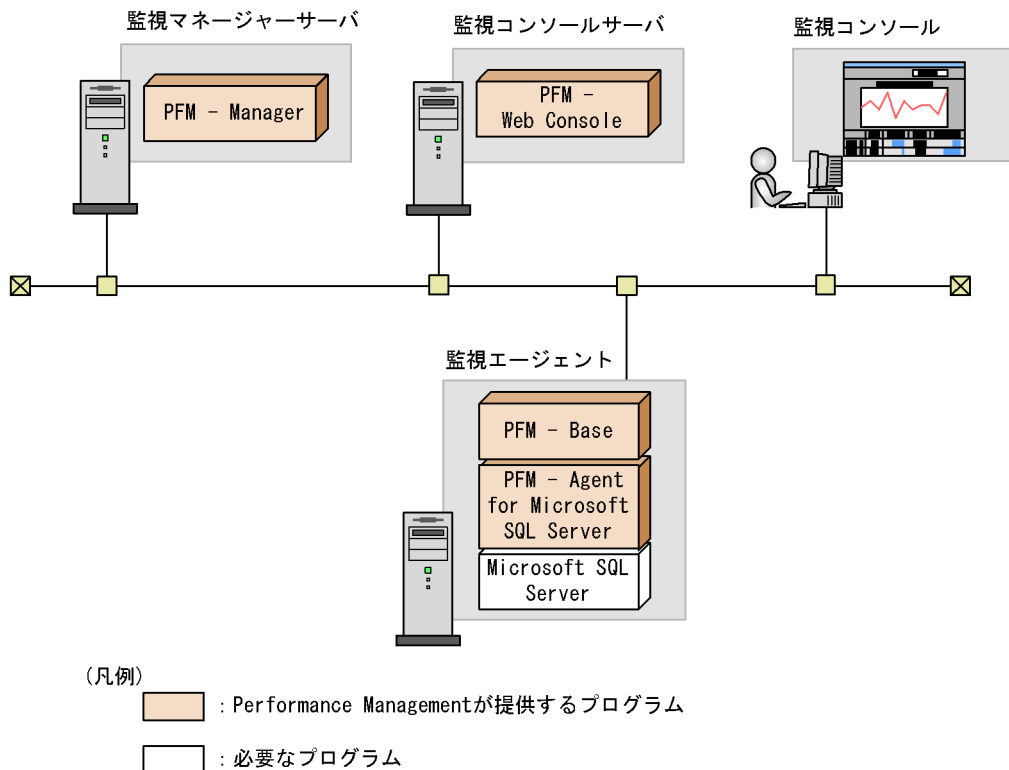 監視マネージャーサーバ
監視コンソールサーバ
監視コンソール
PFM - Manager
PFM -
Web Console
監視エージェント
PFM - Base
PFM - Agent
for Microsoft
SQL Server
Microsoft SQL
Server
(凡例)
：Performance Managementが提供するプログラム
：必要なプログラム